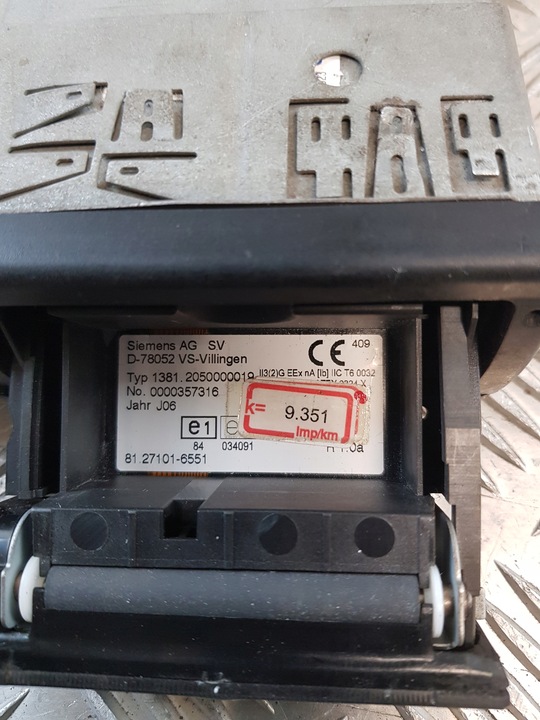 Siemens AG SV
D-78052 VS-Villingen
CE 409
Typ 1381.2050000019
II3(2)G EEx nA [ib] IIC T6 0032
No. 0000357316
Jahr J06
k= 9.351
Imp/km
e1 e
84 034091
81.27101-6551